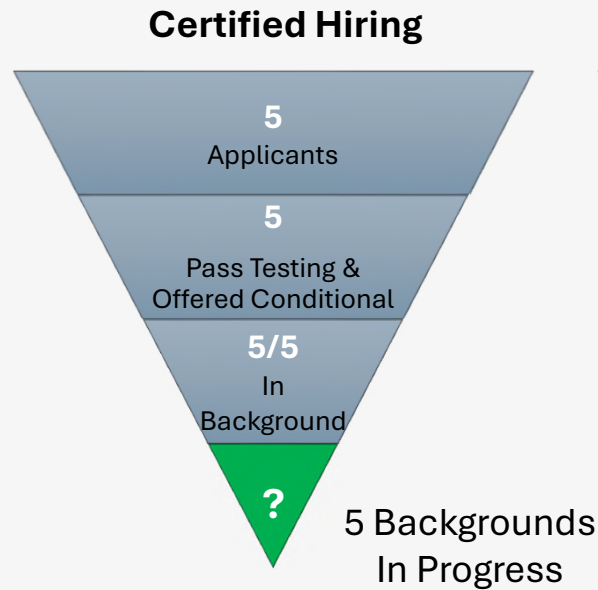 Certified Hiring
5
Applicants
5
Pass Testing &
Offered Conditional
5/5
In
Background
?
5 Backgrounds
In Progress